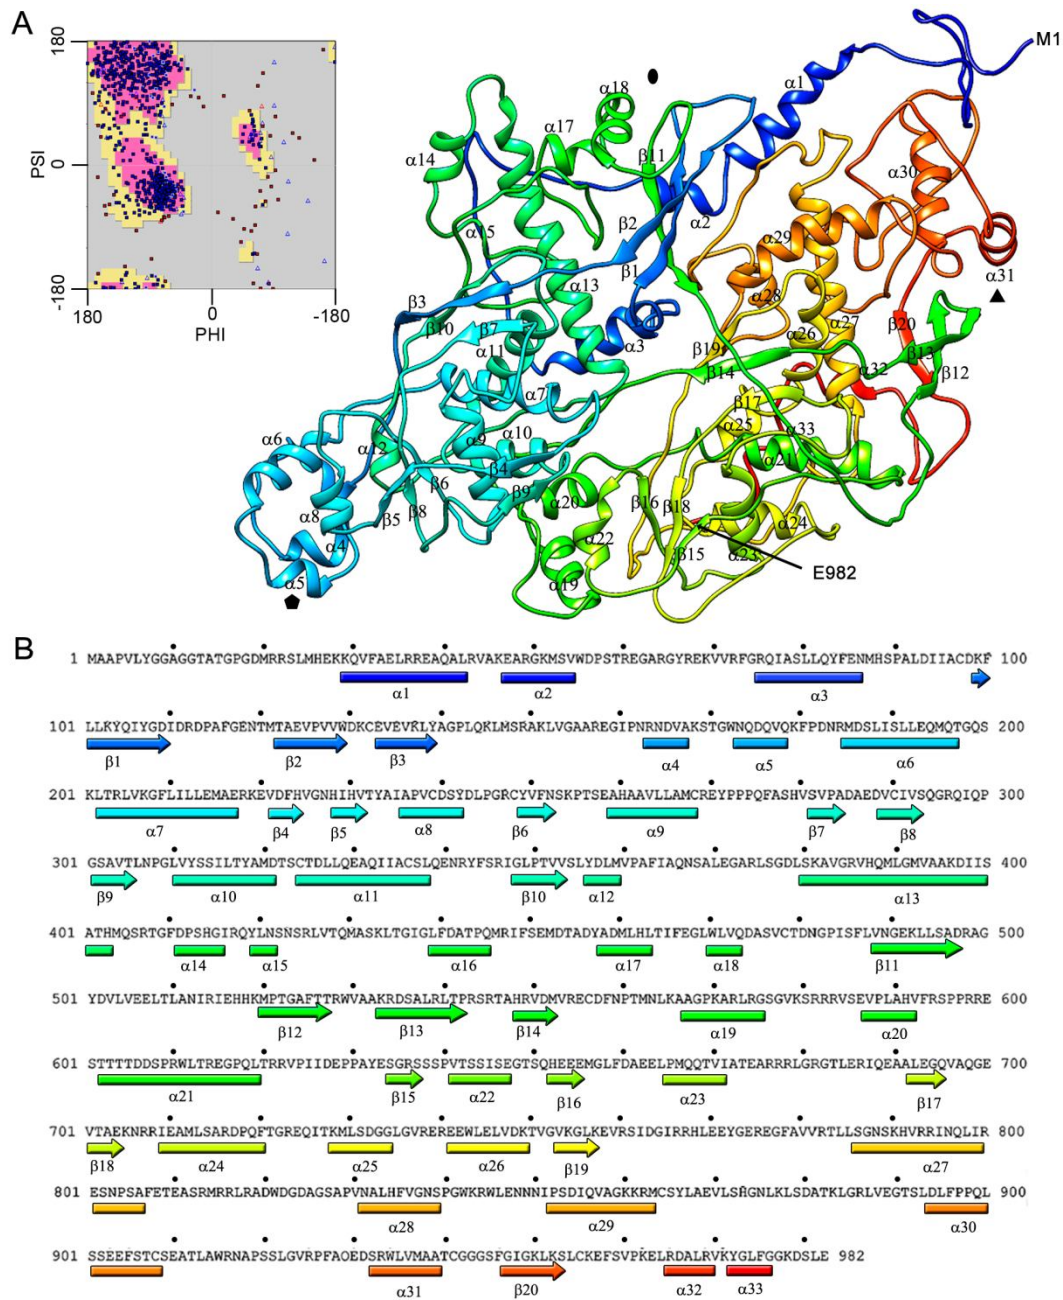 A
180
PSI
0
-180
180
0
-180
PHI
M1
α1
α18
α17
α14
β11
α30
α15
β2
α2
α29
α31
β1
α13
α28
β3
β10
β7
α11
α3
α27
α26
β20
β19
β13
β14
α32
β12
α7
β17
α6
α12
α9
α10
α25
α33
α21
β4
β6
α8
β5
β8
β9
α20
β16
β18
α24
α4
α22
β15
α23
α5
α19
E982
B
1 MAAPVLYGGAGGTATGPGDMRRSLMHEKKQVFAELRREAQALRVAKEARGKMSVWDPSTREGARGYREKVVRFGRQIASLLQYFENMHSPALDIIACDKF 100
α1 α2 α3
101 LLKYQIYGDIDRDPAFGENTMTAEVPVVWDKCEVEVKLYAGPLQKLMSRAKLVGAAREGIPNRNDVAKSTGWNQDQVQKFPDNRMDSLISLLEQMQTGQS 200
β1 β2 β3 α4 α5 α6
201 KLTRLVKGFLILLEMAERKEVDFHVGNHIHVTYAIAPVCDSYDLPGRCYVFNSKPTSEAHAAVLLAMCREYPPPQFASHVSVPADAEDVCIVSQGRQIQP 300
α7 β4 β5 α8 β6 α9 β7 β8
301 GSAVTLNPGLVYSSILTYAMDTSCTDLLQEAQIIACSLQENRYFSRIGLPTVVSLYDLMVPAFIAQNSALEGARLSGDLSKAVGRVHQMLGMVAAKDIIS 400
β9 α10 α11 β10 α12 α13
401 ATHMQSRTGFDPSHGIRQYLNSNSRLVTQMASKLTGIGLFDATPQMRIFSEMDTADYADMLHLTIFEGLWLVQDASVCTDNGPISFLVNGEKLLSADRAG 500
α14 α15 α16 α17 α18 β11
501 YDVLVEELTLANIRIEHHKMPTGAFTTRWVAAKRDSALRLTPRSRTAHRVDMVRECDFNPTMNLKAAGPKARLRGSGVKSRRRVSEVPLAHVFRSPPRRE 600
β12 β13 β14 α19 α20
601 STTTTDDSPRWLTREGPQLTRRVPIIDEPPAYESGRSSSPVTSSISEGTSQHEEEMGLFDAEELPMQQTVIATEARRRLGRGTLERIQEAALEGQVAQGE 700
α21 β15 α22 β16 α23 β17
701 VTAEKNRRIEAMLSARDPQFTGREQITKMLSDGGLGVREREEWLELVDKTVGVKGLKEVRSIDGIRRHLEEYGEREGFAVVRTLLSGNSKHVRRINQLIR 800
β18 α24 α25 α26 β19 α27
801 ESNPSAFETEASRMRRLRADWDGDAGSAPVNALHFVGNSPGWKRWLENNNIPSDIQVAGKKRMCSYLAEVLSHGNLKLSDATKLGRLVEGTSLDLFPPQL 900
α28 α29 α30
901 SSEEFSTCSEATLAWRNAPSSLGVRPFAQEDSRWLVMAATCGGGSFGIGKLKSLCKEFSVPKELRDALRVKYGLFGGKDSLE 982
α31 β20 α32 α33